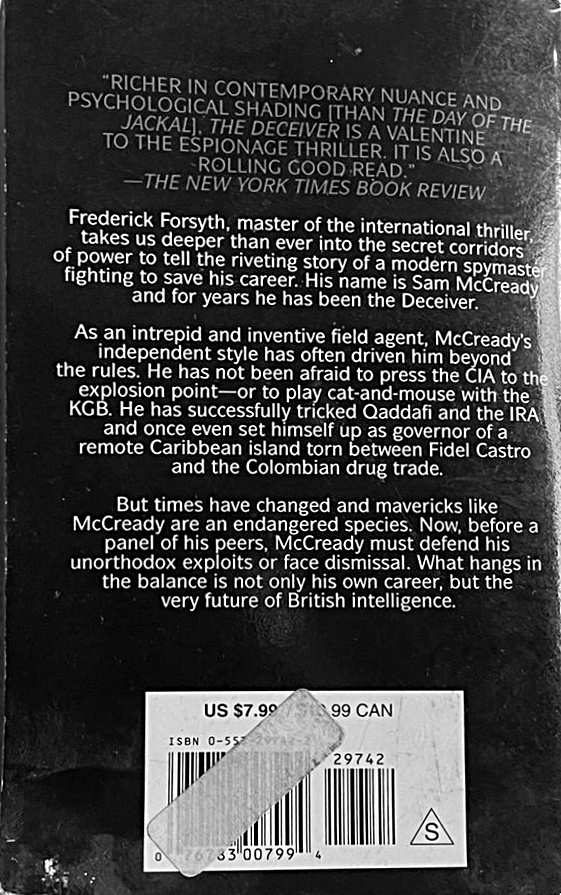 “RICHER IN CONTEMPORARY NUANCE AND
PSYCHOLOGICAL SHADING [THAN THE DAY OF THE
JACKAL], THE DECEIVER IS A VALENTINE
TO THE ESPIONAGE THRILLER. IT IS ALSO A
ROLLING GOOD READ.”
—THE NEW YORK TIMES BOOK REVIEW
Frederick Forsyth, master of the international thriller,
takes us deeper than ever into the secret corridors
of power to tell the riveting story of a modern spymaster
fighting to save his career. His name is Sam McCready
and for years he has been the Deceiver.
As an intrepid and inventive field agent, McCready's
independent style has often driven him beyond
the rules. He has not been afraid to press the CIA to the
explosion point—or to play cat-and-mouse with the
KGB. He has successfully tricked Qaddafi and the IRA
and once even set himself up as governor of a
remote Caribbean island torn between Fidel Castro
and the Colombian drug trade.
But times have changed and mavericks like
McCready are an endangered species. Now, before a
panel of his peers, McCready must defend his
unorthodox exploits or face dismissal. What hangs in
the balance is not only his own career, but the
very future of British intelligence.
US $7.99 .99 CAN
ISBN 0-55
29742
0 00799 4
S